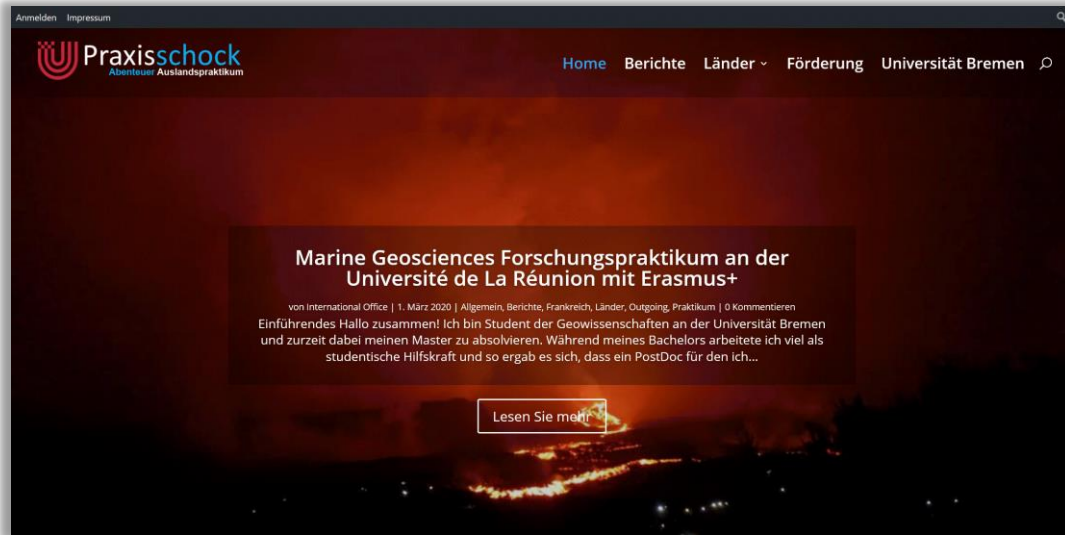 Anmelden Impressum
Praxisschock
Abenteuer Auslandspraktikum
Home Berichte Länder Förderung Universität Bremen
Marine Geosciences Forschungspraktikum an der
Université de La Réunion mit Erasmus+
von International Office | 1. März 2020 | Allgemein, Berichte, Frankreich, Länder, Outgoing, Praktikum | 0 Kommentieren
Einführendes Hallo zusammen! Ich bin Student der Geowissenschaften an der Universität Bremen
und zurzeit dabei meinen Master zu absolvieren. Während meines Bachelors arbeitete ich viel als
studentische Hilfskraft und so ergab es sich, dass ein PostDoc für den ich...
Lesen Sie mehr